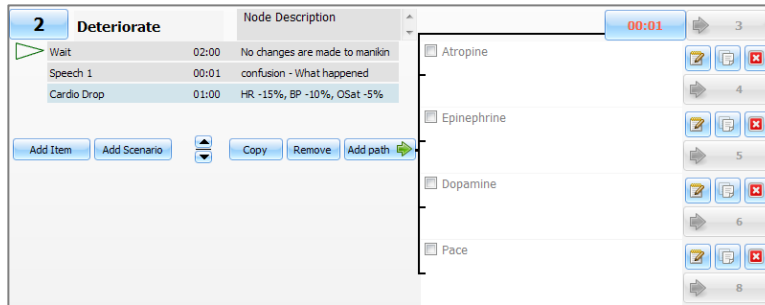 2 Deteriorate Node Description 00:01 3
Wait 02:00 No changes are made to manikin
Atropine
Speech 1 00:01 confusion - What happened
Cardio Drop 01:00 HR -15%, BP -10%, OSat -5%
4
Epinephrine
Add Item Add Scenario Copy Remove Add path
5
Dopamine
6
Pace
8